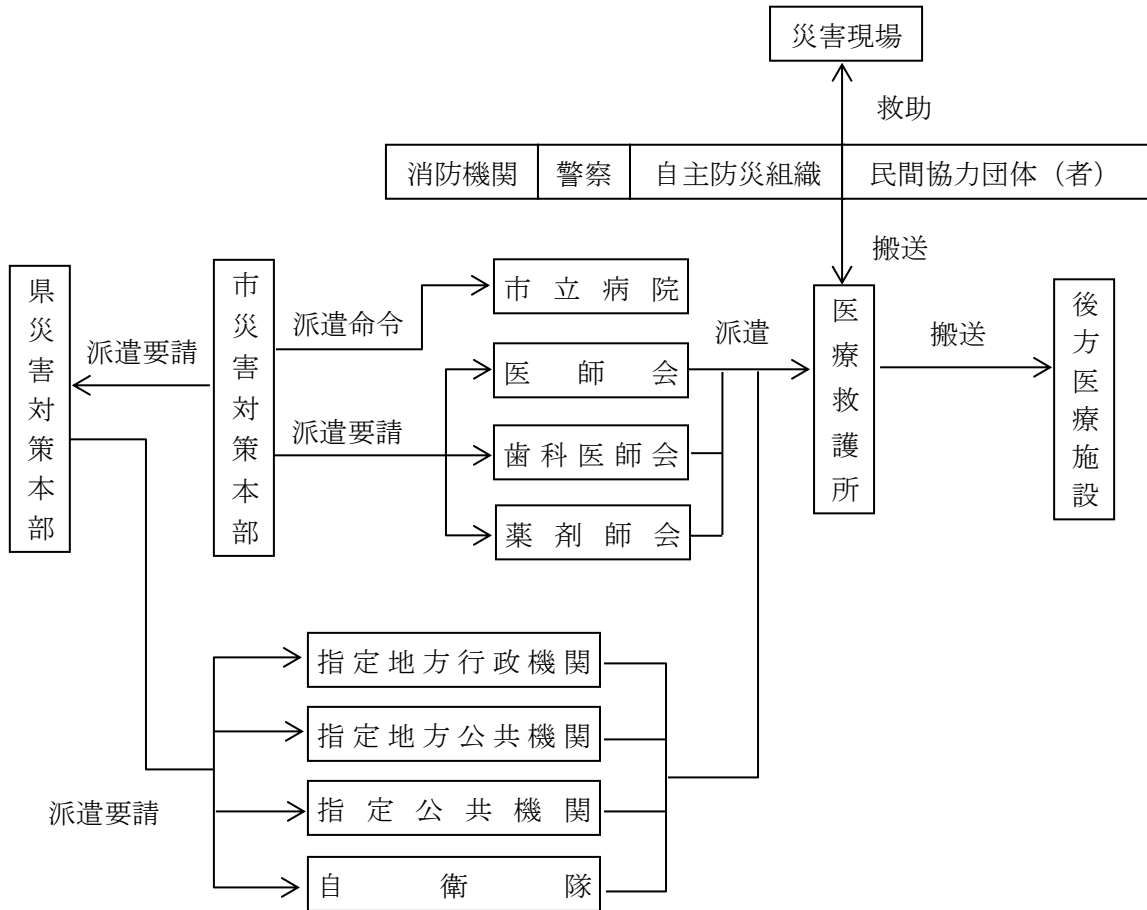 災害現場
救助
消防機関 警察 自主防災組織 民間協力団体（者）
搬送
県災害対策本部
派遣要請
市災害対策本部
派遣命令
派遣要請
市立病院
医師会
歯科医師会
薬剤師会
派遣
医療救護所
搬送
後方医療施設
派遣要請
指定地方行政機関
指定地方公共機関
指定公共機関
自衛隊